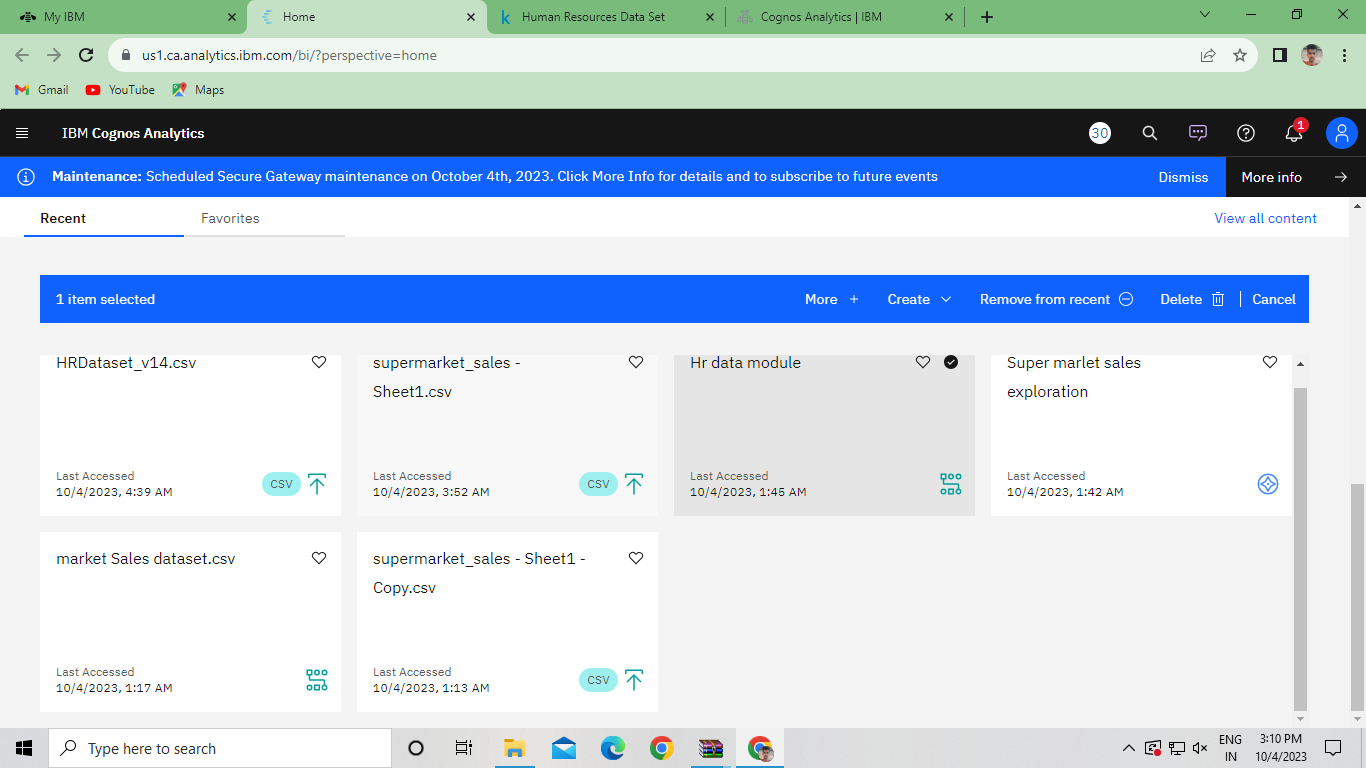 My IBM
Home
Human Resources Data Set
Cognos Analytics | IBM
us1.ca.analytics.ibm.com/bi/?perspective=home
Gmail
YouTube
Maps
IBM Cognos Analytics
30
1
Maintenance: Scheduled Secure Gateway maintenance on October 4th, 2023. Click More Info for details and to subscribe to future events
Dismiss
More info
Recent
Favorites
View all content
1 item selected
More
Create
Remove from recent
Delete
Cancel
HRDataset_v14.csv
Last Accessed
10/4/2023, 4:39 AM
CSV
supermarket_sales -
Sheet1.csv
Last Accessed
10/4/2023, 3:52 AM
CSV
Hr data module
Last Accessed
10/4/2023, 1:45 AM
Super marlet sales
exploration
Last Accessed
10/4/2023, 1:42 AM
market Sales dataset.csv
Last Accessed
10/4/2023, 1:17 AM
supermarket_sales - Sheet1 -
Copy.csv
Last Accessed
10/4/2023, 1:13 AM
CSV
Type here to search
ENG
IN
3:10 PM
10/4/2023